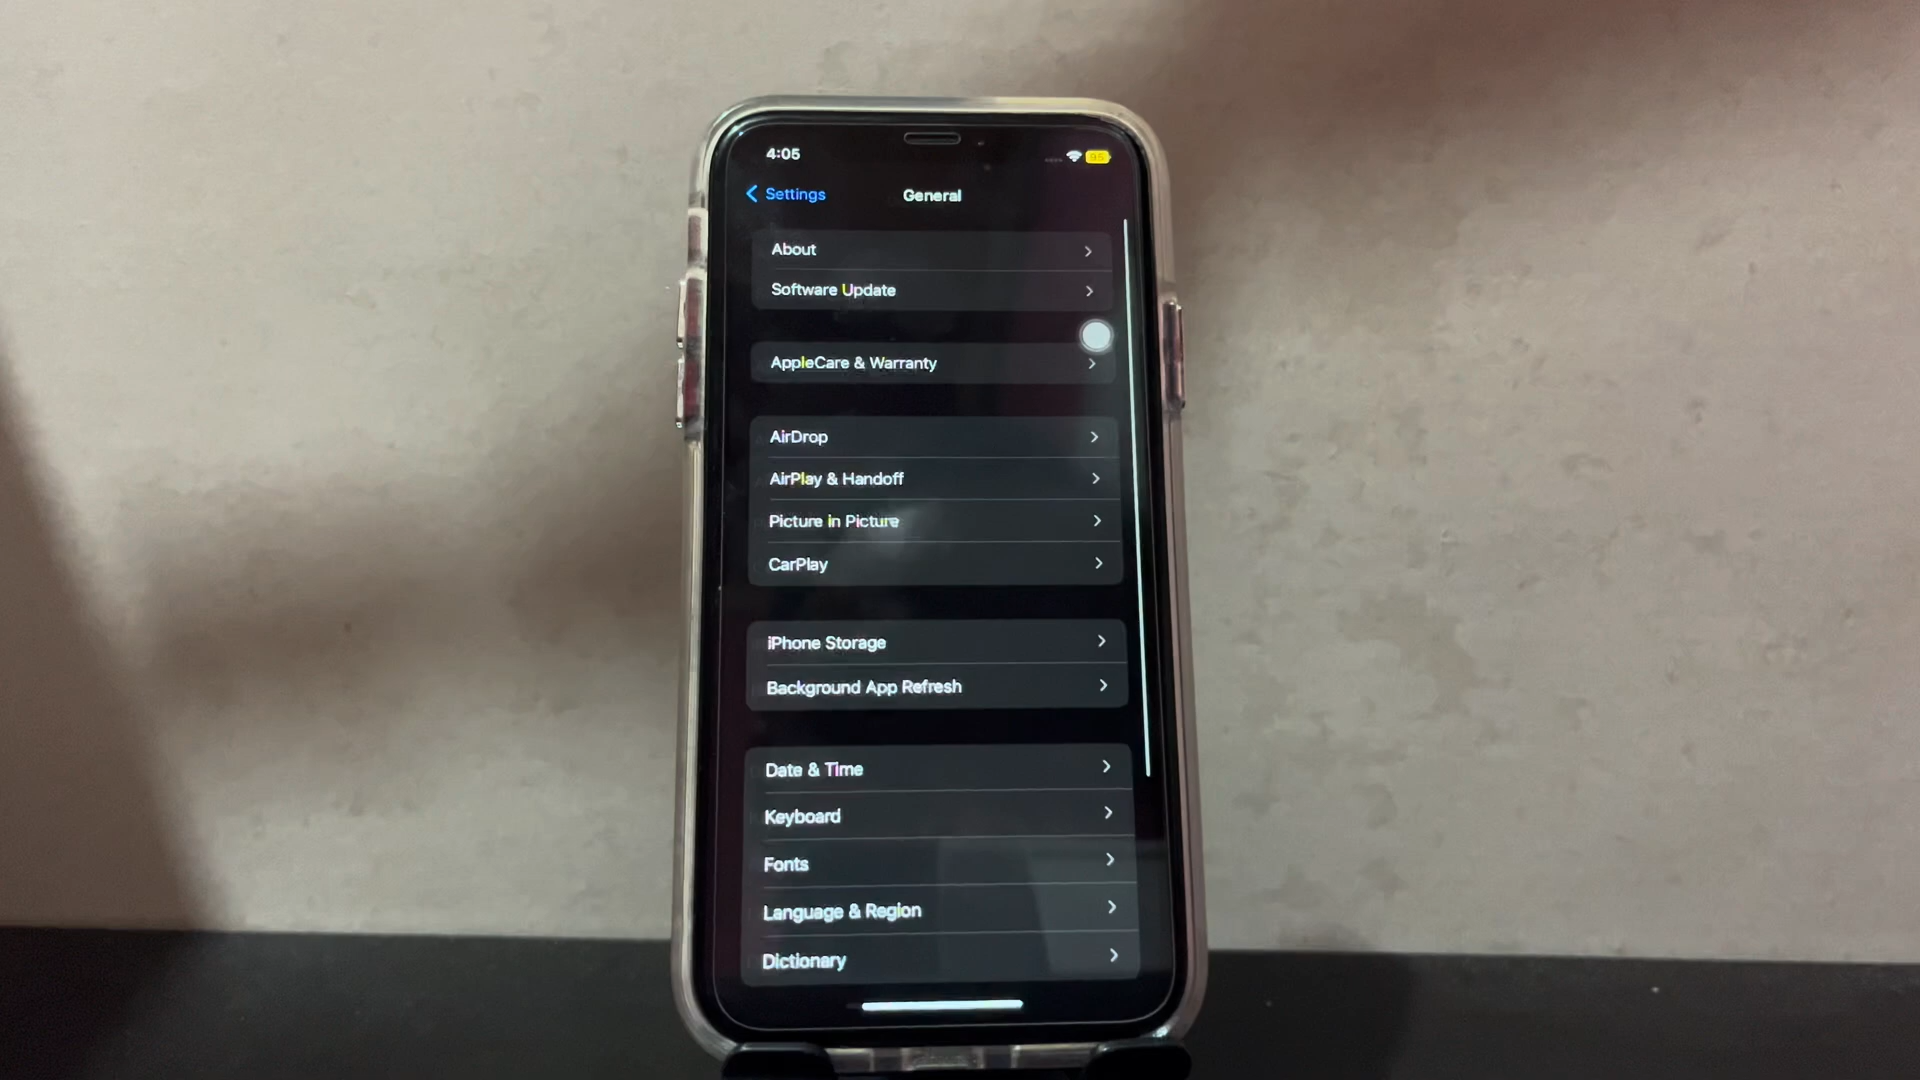 4:05
95
Settings
General
About
Software Update
AppleCare & Warranty
AirDrop
AirPlay & Handoff
Picture in Picture
CarPlay
iPhone Storage
Background App Refresh
Date & Time
Keyboard
Fonts
Language & Region
Dictionary